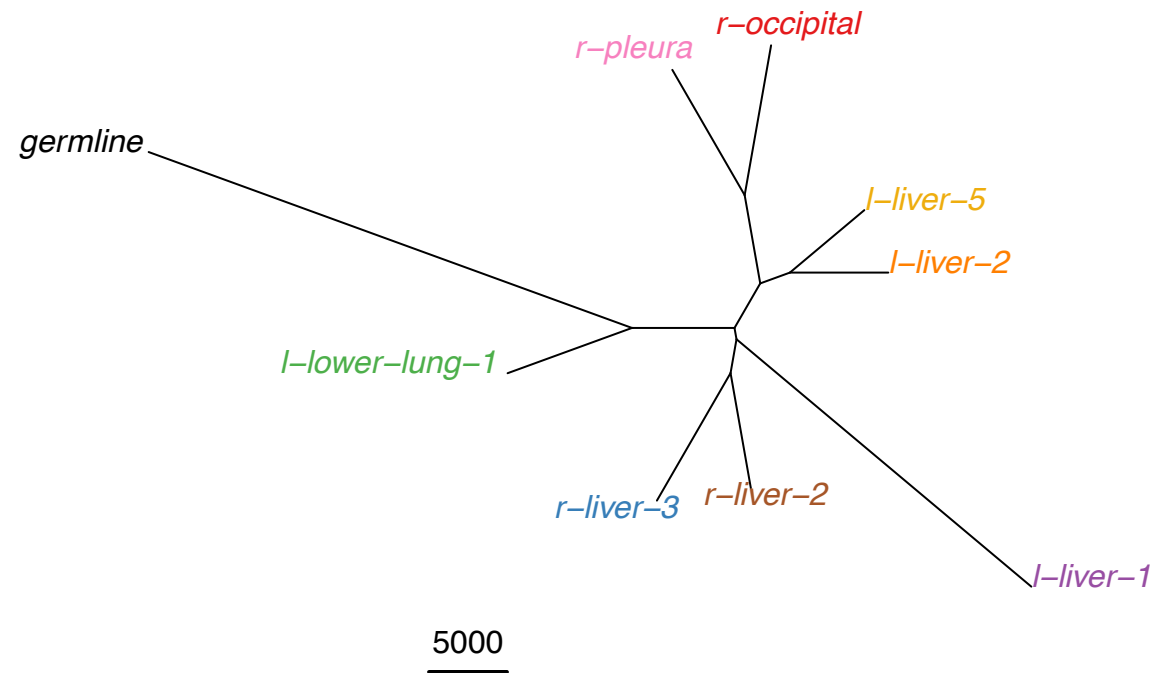 r−occipital
r−pleura
germline
l−liver−5
l−liver−2
l−lower−lung−1
r−liver−2
r−liver−3
l−liver−1
5000